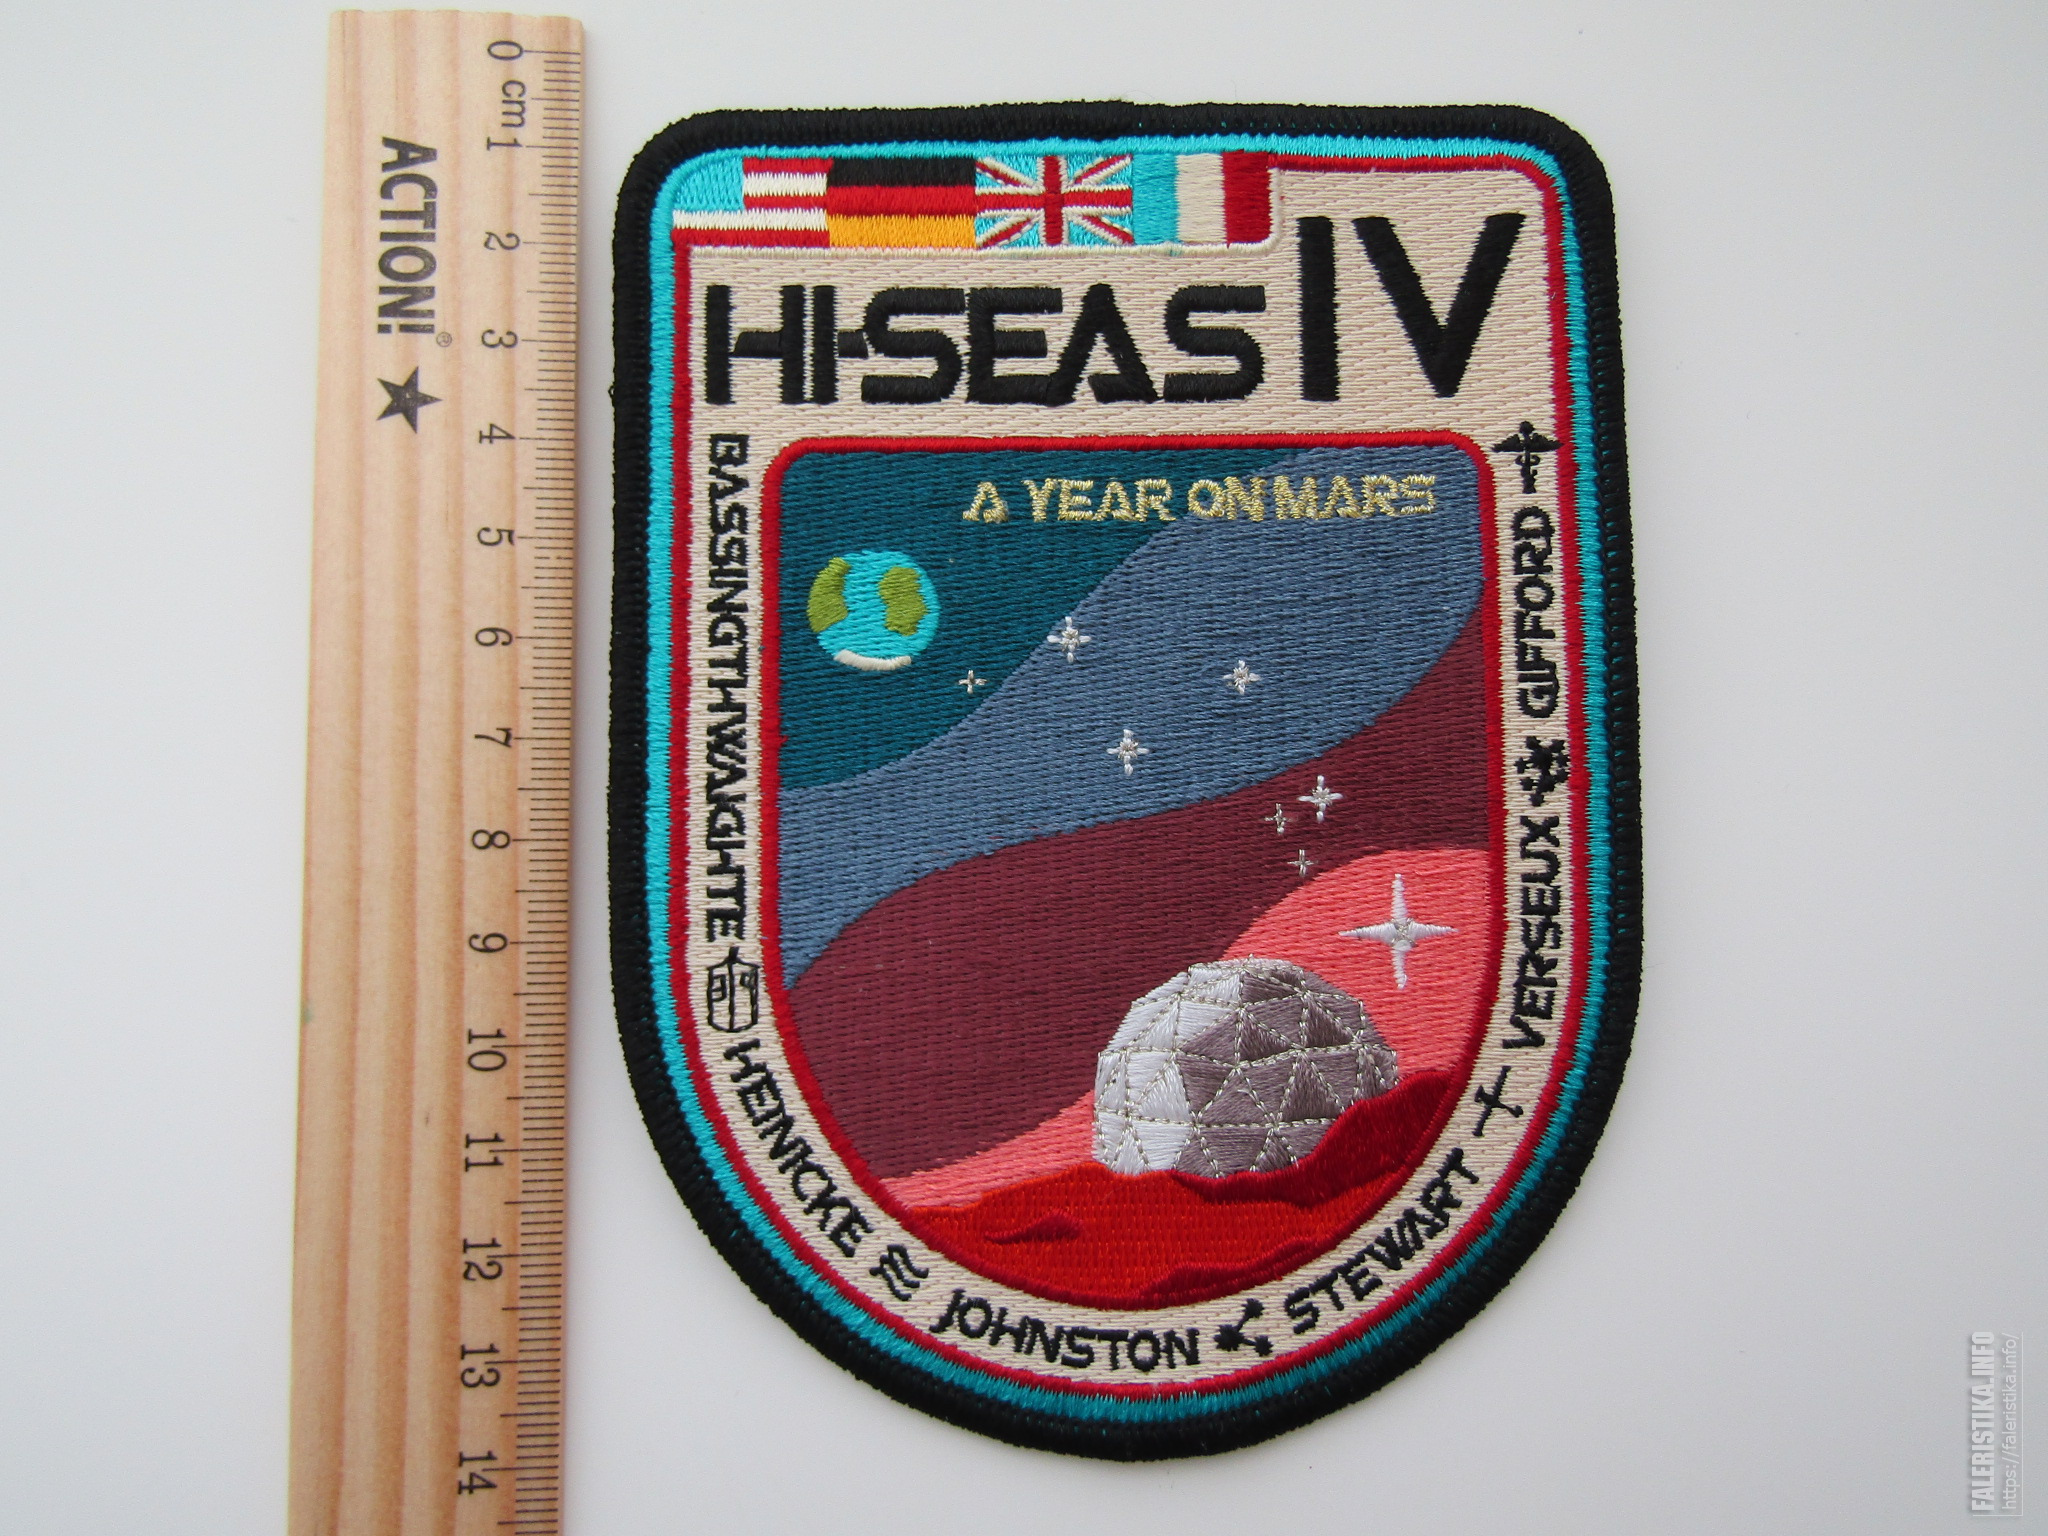 0 cm 1 2 3 4 5 6 7 8 9 10 11 12 13 14
ACTION!®
HI-SEAS IV
A YEAR ON MARS
BASSINGTHWAIGHTE
HEINICKE
JOHNSTON
STEWART
VERSEUX
GIFFORD
FALERISTIKA.INFO
https://faleristika.info/